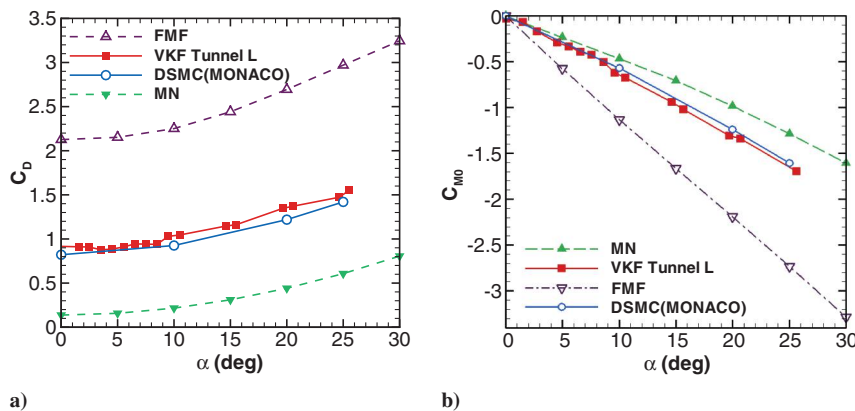 3.5
3
2.5
2
1.5
1
0.5
0
C_D
FMF
VKF Tunnel L
DSMC(MONACO)
MN
0 5 10 15 20 25 30
α (deg)
a)
0
-0.5
-1
-1.5
-2
-2.5
-3
C_M0
MN
VKF Tunnel L
FMF
DSMC(MONACO)
0 5 10 15 20 25 30
α (deg)
b)